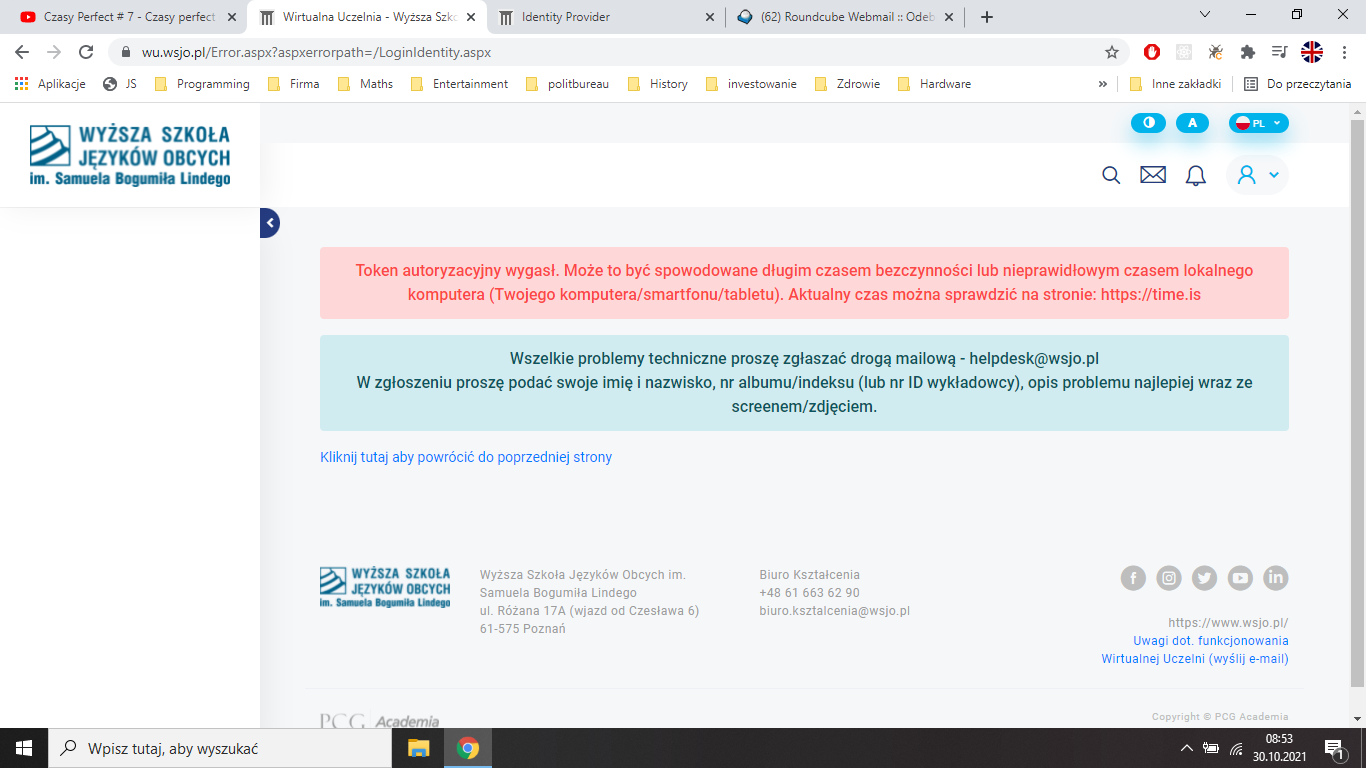 Czasy Perfect # 7 - Czasy perfect
Wirtualna Uczelnia - Wyższa Szko
Identity Provider
(62) Roundcube Webmail :: Odeb
wu.wsjo.pl/Error.aspx?aspxerrorpath=/LoginIdentity.aspx
Aplikacje
JS
Programming
Firma
Maths
Entertainment
politbureau
History
investowanie
Zdrowie
Hardware
»
Inne zakładki
Do przeczytania
WYŻSZA SZKOŁA
JĘZYKÓW OBCYCH
im. Samuela Bogumiła Lindego
A
PL
Token autoryzacyjny wygasł. Może to być spowodowane długim czasem bezczynności lub nieprawidłowym czasem lokalnego
komputera (Twojego komputera/smartfonu/tabletu). Aktualny czas można sprawdzić na stronie: https://time.is
Wszelkie problemy techniczne proszę zgłaszać drogą mailową - helpdesk@wsjo.pl
W zgłoszeniu proszę podać swoje imię i nazwisko, nr albumu/indeksu (lub nr ID wykładowcy), opis problemu najlepiej wraz ze
screenem/zdjęciem.
Kliknij tutaj aby powrócić do poprzedniej strony
WYŻSZA SZKOŁA
JĘZYKÓW OBCYCH
im. Samuela Bogumiła Lindego
Wyższa Szkoła Języków Obcych im.
Samuela Bogumiła Lindego
ul. Różana 17A (wjazd od Czesława 6)
61-575 Poznań
Biuro Kształcenia
+48 61 663 62 90
biuro.ksztalcenia@wsjo.pl
https://www.wsjo.pl/
Uwagi dot. funkcjonowania
Wirtualnej Uczelni (wyślij e-mail)
PCG Academia
Copyright © PCG Academia
Wpisz tutaj, aby wyszukać
08:53
30.10.2021
1